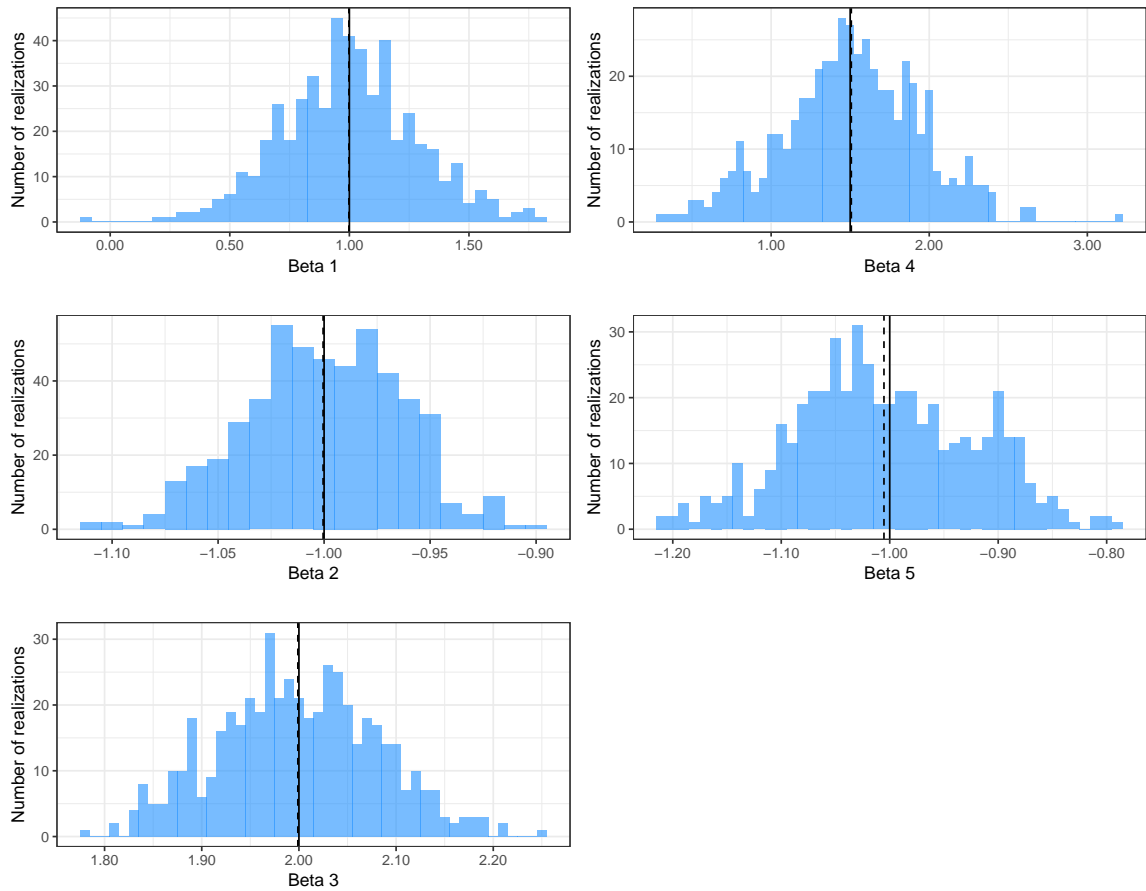 Number of realizations
40
30
20
10
0
0.00 0.50 1.00 1.50
Beta 1
Number of realizations
20
10
0
1.00 2.00 3.00
Beta 4
Number of realizations
40
20
0
−1.10 −1.05 −1.00 −0.95 −0.90
Beta 2
Number of realizations
30
20
10
0
−1.20 −1.10 −1.00 −0.90 −0.80
Beta 5
Number of realizations
30
20
10
0
1.80 1.90 2.00 2.10 2.20
Beta 3